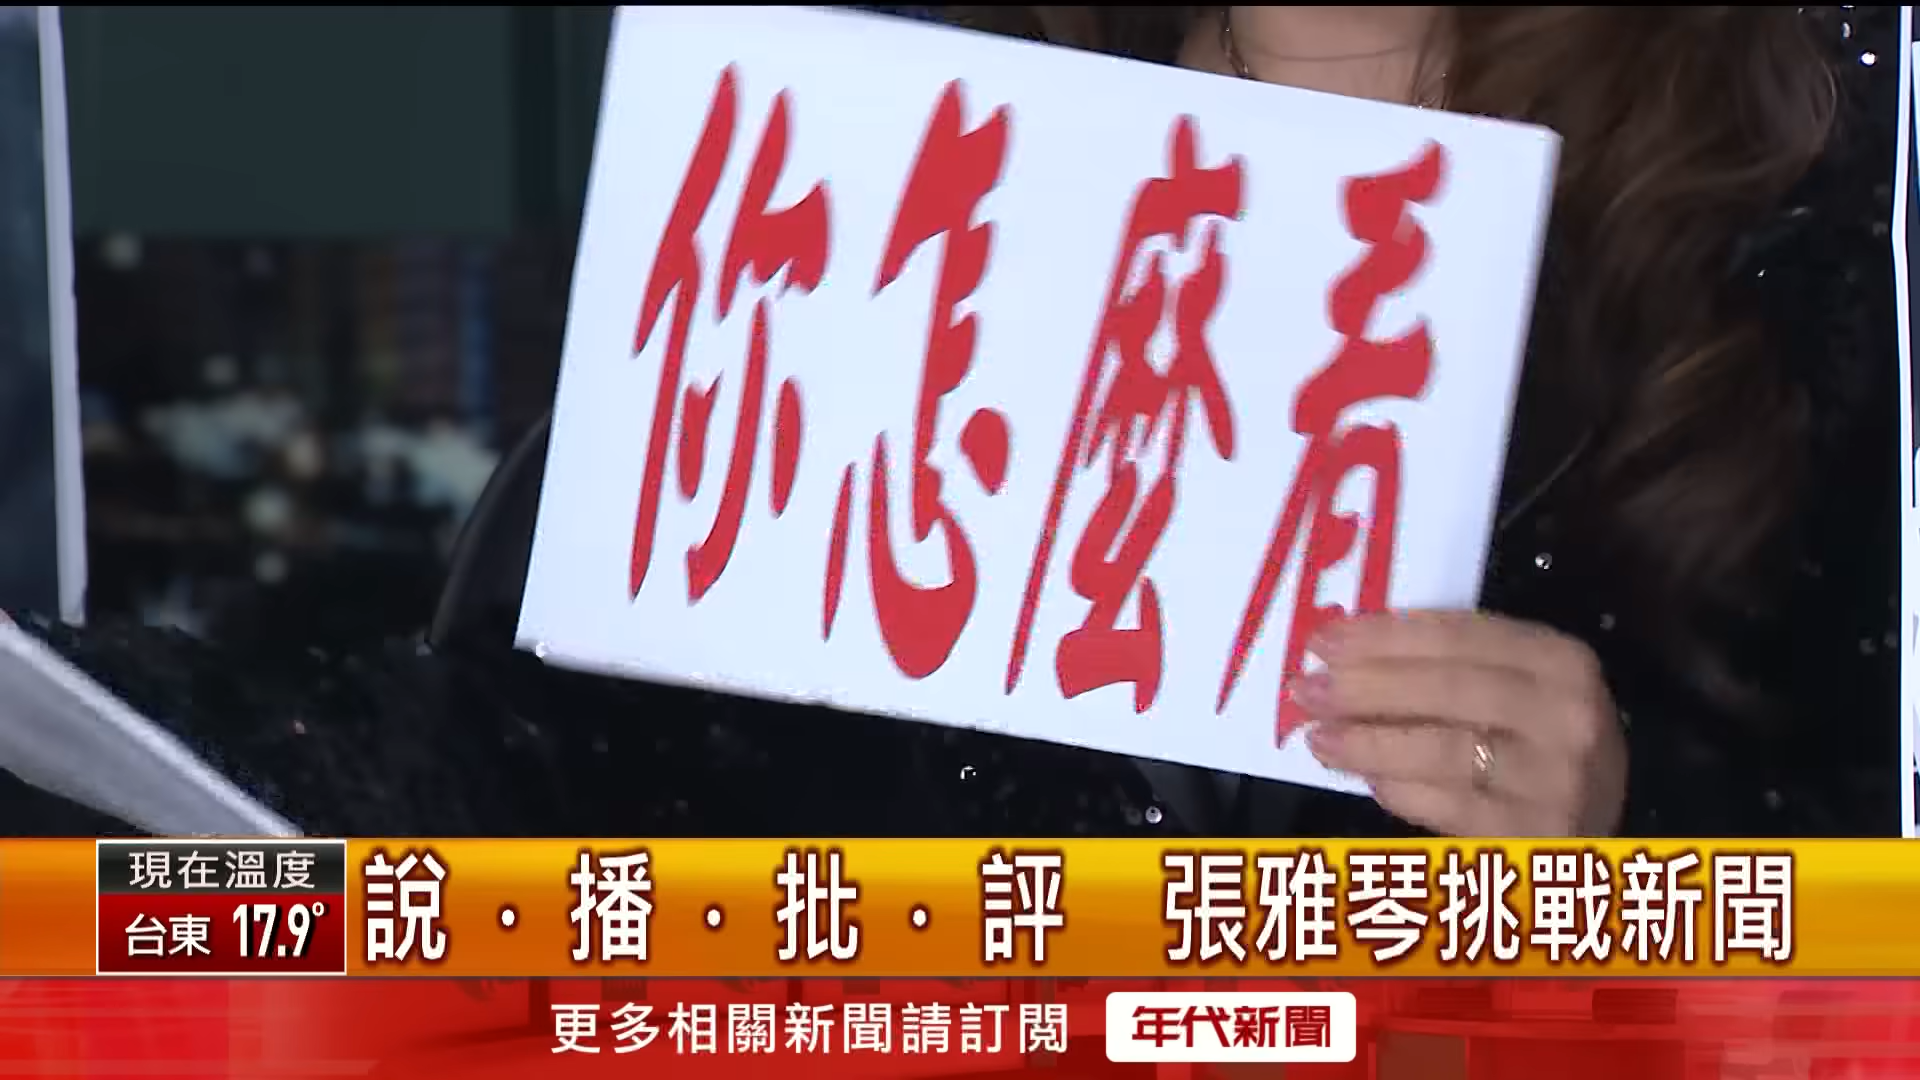 你怎麼看
現在溫度
台東 17.9°
說．播．批．評 張雅琴挑戰新聞
更多相關新聞請訂閱 年代新聞